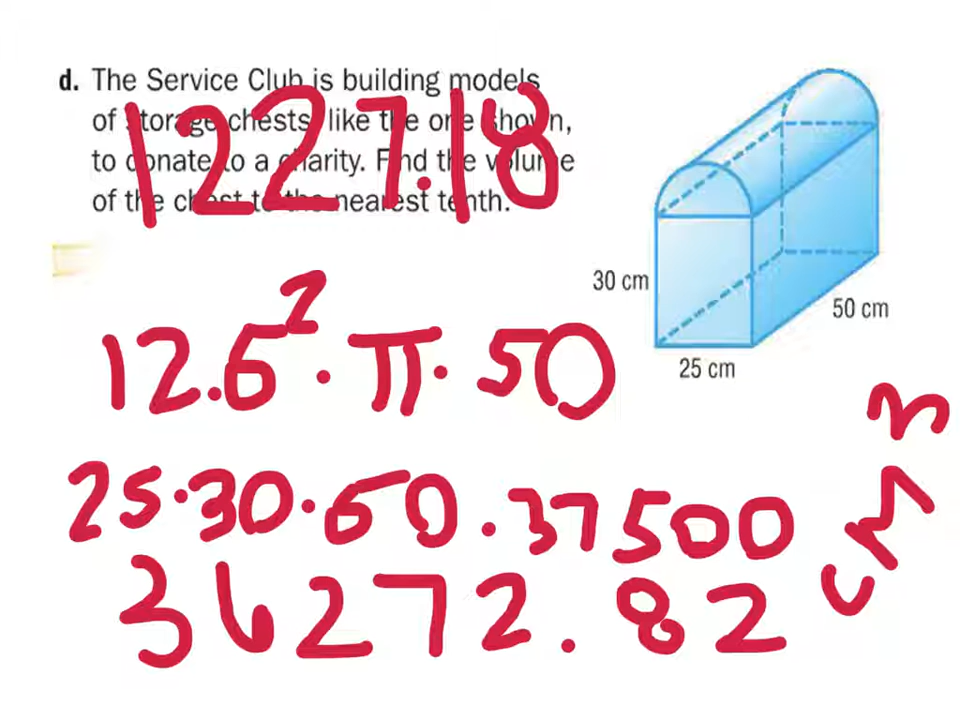 d. The Service Club is building models
of storage chests, like the one shown,
to donate to a charity. Find the volume
of the chest to the nearest tenth.
1227.18
30 cm
50 cm
25 cm
12.5² · π · 50
25·30·50·37500
36272.82 cm3